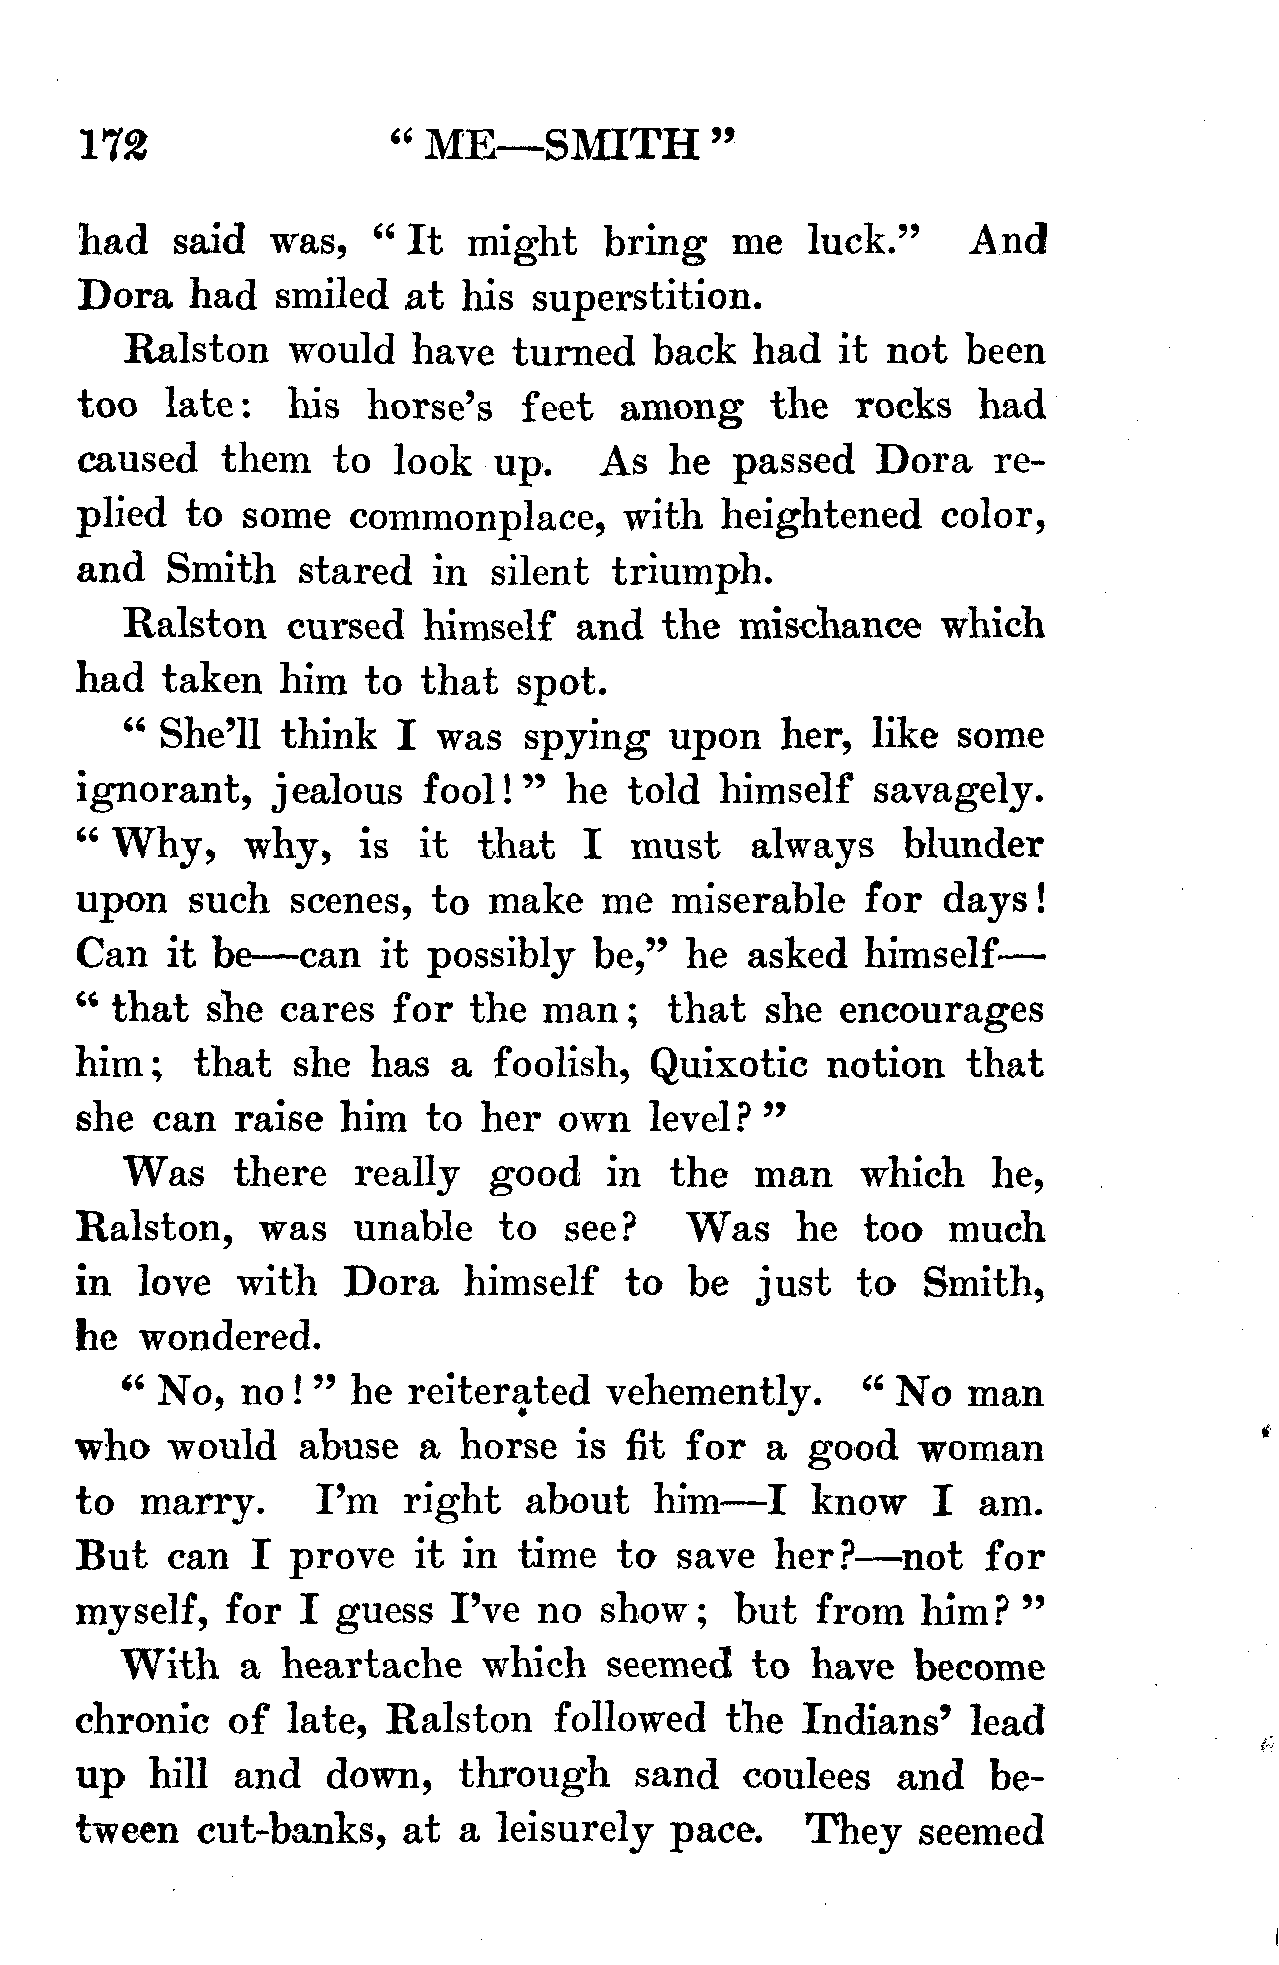 172 " ME—SMITH "
had said was, " It might bring me luck." And
Dora had smiled at his superstition.
Ralston would have turned back had it not been
too late: his horse's feet among the rocks had
caused them to look up. As he passed Dora re-
plied to some commonplace, with heightened color,
and Smith stared in silent triumph.
Ralston cursed himself and the mischance which
had taken him to that spot.
" She'll think I was spying upon her, like some
ignorant, jealous fool! " he told himself savagely.
" Why, why, is it that I must always blunder
upon such scenes, to make me miserable for days!
Can it be—can it possibly be," he asked himself—
" that she cares for the man; that she encourages
him; that she has a foolish, Quixotic notion that
she can raise him to her own level? "
Was there really good in the man which he,
Ralston, was unable to see? Was he too much
in love with Dora himself to be just to Smith,
he wondered.
" No, no! " he reiterated vehemently. " No man
who would abuse a horse is fit for a good woman
to marry. I'm right about him—I know I am.
But can I prove it in time to save her?—not for
myself, for I guess I've no show; but from him? "
With a heartache which seemed to have become
chronic of late, Ralston followed the Indians' lead
up hill and down, through sand coulees and be-
tween cut-banks, at a leisurely pace. They seemed